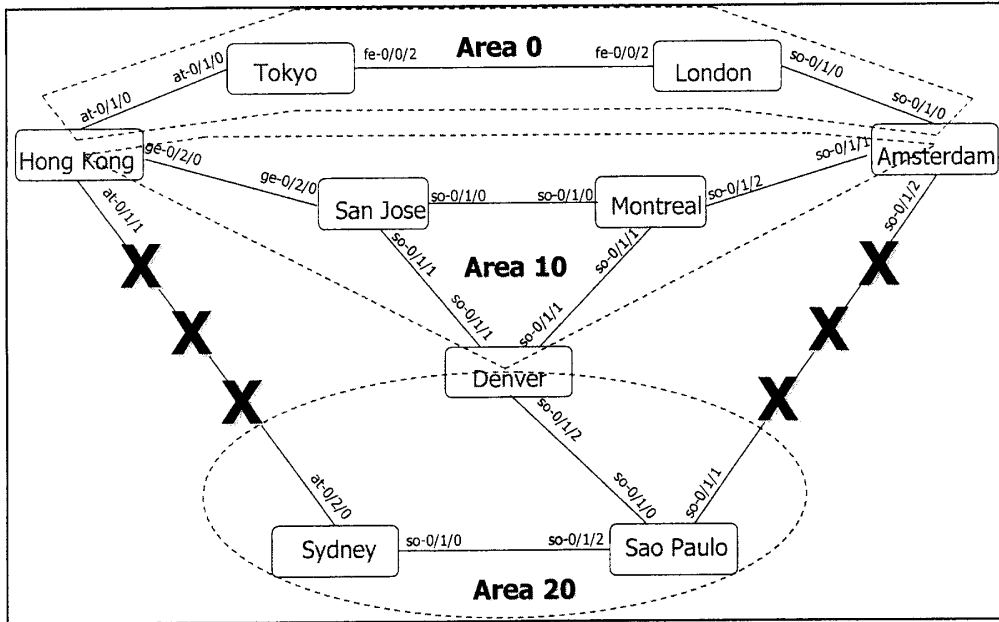 Area 0
at-0/1/0
Tokyo
fe-0/0/2
fe-0/0/2
London
so-0/1/0
at-0/1/0
so-0/1/0
Hong Kong
ge-0/2/0
so-0/1/1
Amsterdam
ge-0/2/0
San Jose
so-0/1/0
so-0/1/0
Montreal
so-0/1/2
at-0/1/1
so-0/1/2
so-0/1/1
Area 10
so-0/1/1
so-0/1/1
so-0/1/1
X
X
X
X
X
X
Denver
so-0/1/2
at-0/2/0
so-0/1/0
so-0/1/1
Sydney
so-0/1/0
so-0/1/2
Sao Paulo
Area 20